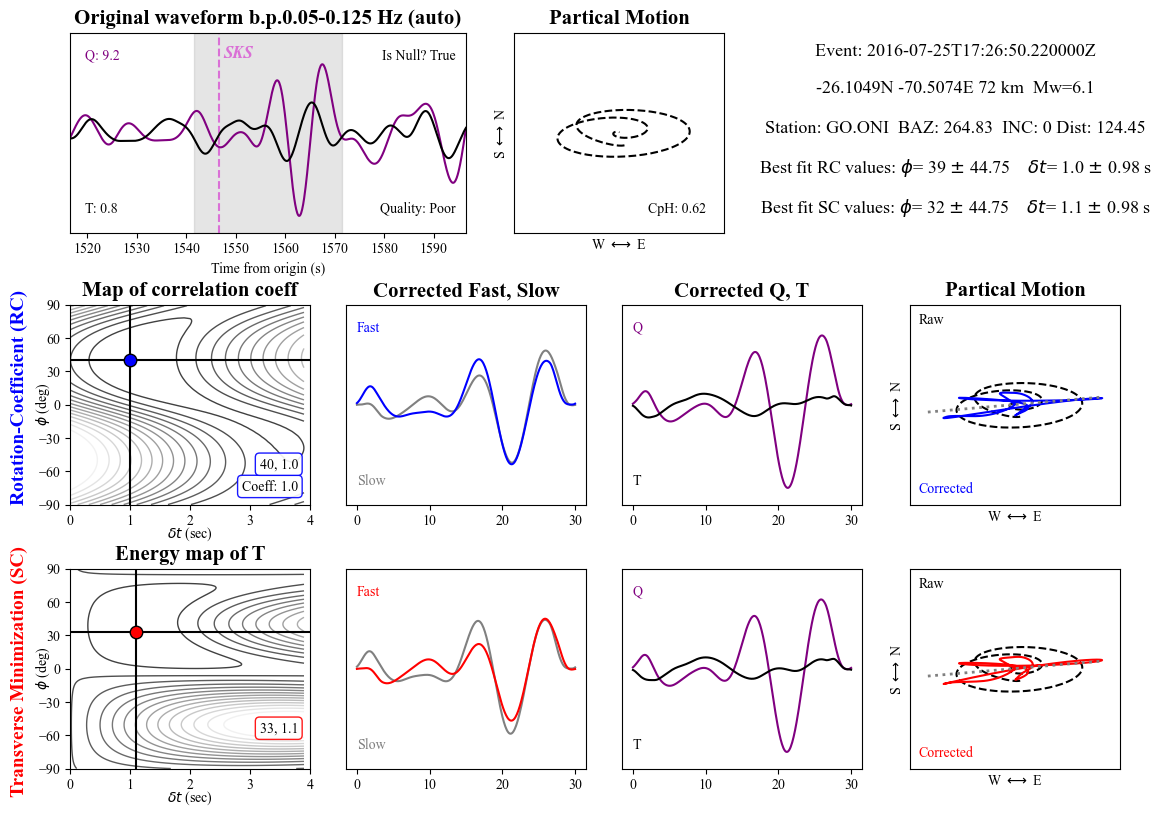 Original waveform b.p.0.05-0.125 Hz (auto)
Q: 9.2
SKS
Is Null? True
T: 0.8
Quality: Poor
1520 1530 1540 1550 1560 1570 1580 1590
Time from origin (s)
Partical Motion
S ⟷ N
CpH: 0.62
W ⟷ E
Event: 2016-07-25T17:26:50.220000Z
-26.1049N -70.5074E 72 km Mw=6.1
Station: GO.ONI BAZ: 264.83 INC: 0 Dist: 124.45
Best fit RC values: ϕ= 39 ± 44.75 δt= 1.0 ± 0.98 s
Best fit SC values: ϕ= 32 ± 44.75 δt= 1.1 ± 0.98 s
Rotation-Coefficient (RC)
Map of correlation coeff
90
60
30
0
−30
−60
−90
ϕ (deg)
40, 1.0
Coeff: 1.0
0 1 2 3 4
δt (sec)
Corrected Fast, Slow
Fast
Slow
0 10 20 30
Corrected Q, T
Q
T
0 10 20 30
Partical Motion
Raw
S ⟷ N
Corrected
W ⟷ E
Transverse Minimization (SC)
Energy map of T
90
60
30
0
−30
−60
−90
ϕ (deg)
33, 1.1
0 1 2 3 4
δt (sec)
Fast
Slow
0 10 20 30
Q
T
0 10 20 30
Raw
S ⟷ N
Corrected
W ⟷ E